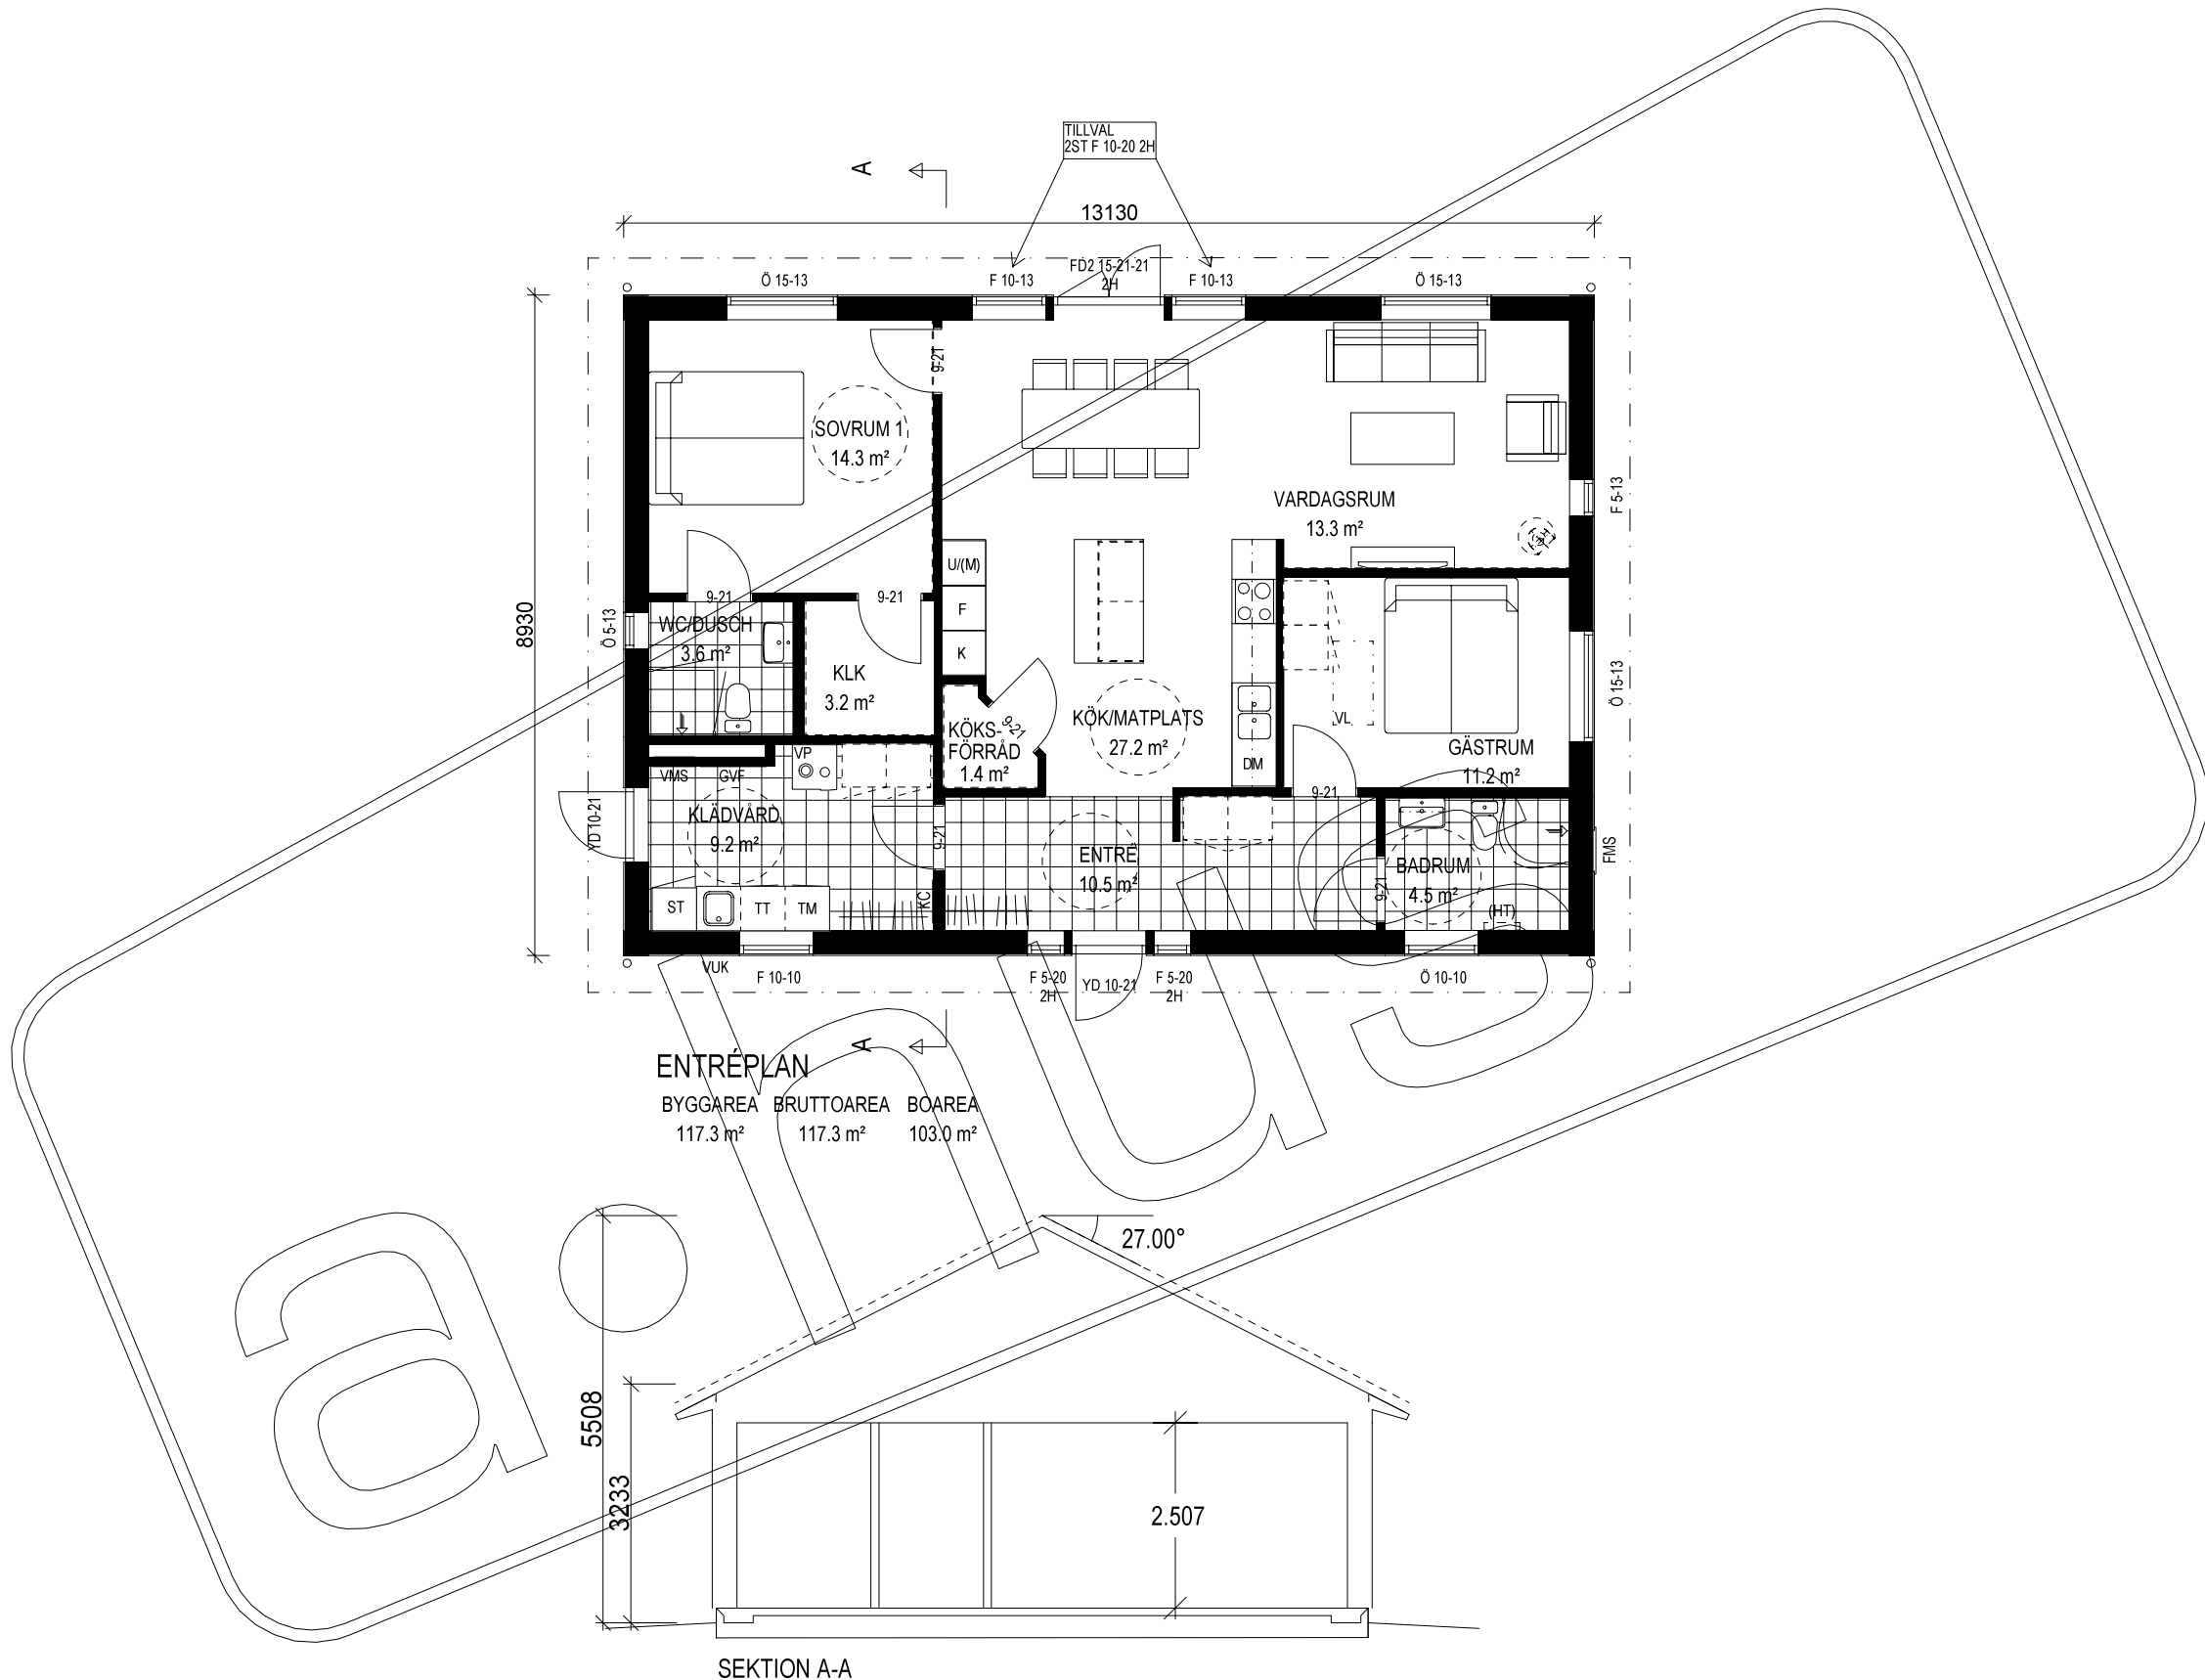 TILLVAL
2ST F 10-20 2H
A
13130
Ö 15-13
F 10-13
FD2 15-21-21
2H
F 10-13
Ö 15-13
9-21
SOVRUM 1
14.3 m²
VARDAGSRUM
13.3 m²
F 5-13
8930
Ö 5-13
9-21
9-21
U/(M)
F
K
WC/DUSCH
3.6 m²
KLK
3.2 m²
9-21
KÖKS-
FÖRRÅD
1.4 m²
KÖK/MATPLATS
27.2 m²
DM
VL
GÄSTRUM
11.2 m²
Ö 15-13
VP
VMS
GVF
YD 10-21
KLÄDVÅRD
9.2 m²
9-21
9-21
ENTRÉ
10.5 m²
BADRUM
4.5 m²
9-21
FMS
ST
TT
TM
KC
(HT)
VUK
F 10-10
F 5-20
2H
YD 10-21
F 5-20
2H
Ö 10-10
A
ENTRÉPLAN
BYGGAREA BRUTTOAREA BOAREA
117.3 m² 117.3 m² 103.0 m²
27.00°
5508
3233
2.507
SEKTION A-A
a-hus